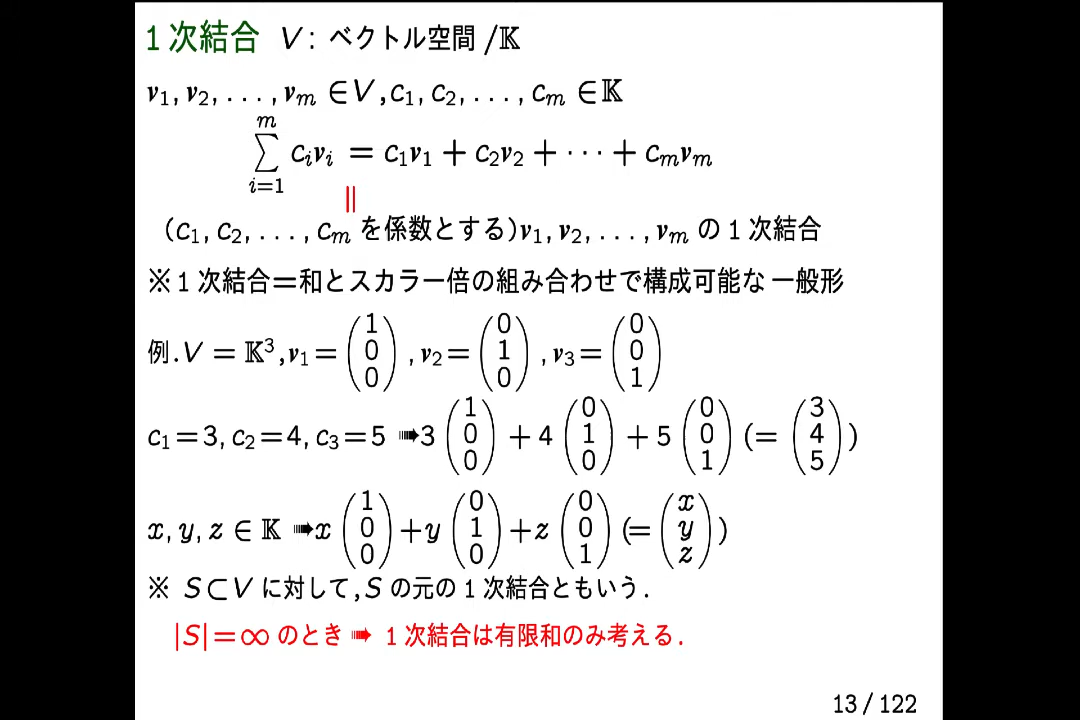 1次結合 V: ベクトル空間 /𝕂
v₁, v₂, ..., vₘ ∈V, c₁, c₂, ..., cₘ ∈𝕂
∑_{i=1}^{m} cᵢvᵢ = c₁v₁ + c₂v₂ + ⋯ + cₘvₘ
||
(c₁, c₂, ..., cₘ を係数とする)v₁, v₂, ..., vₘ の1次結合
※1次結合=和とスカラー倍の組み合わせで構成可能な一般形
例.V = 𝕂³, v₁= (1 0 0), v₂= (0 1 0), v₃= (0 0 1)
c₁=3, c₂=4, c₃=5 ➠3 (1 0 0) + 4 (0 1 0) + 5 (0 0 1) (= (3 4 5))
x, y, z ∈ 𝕂 ➠x (1 0 0) +y (0 1 0) +z (0 0 1) (= (x y z))
※ S⊂V に対して, S の元の1次結合ともいう.
|S|=∞ のとき ➠ 1次結合は有限和のみ考える.
13 / 122